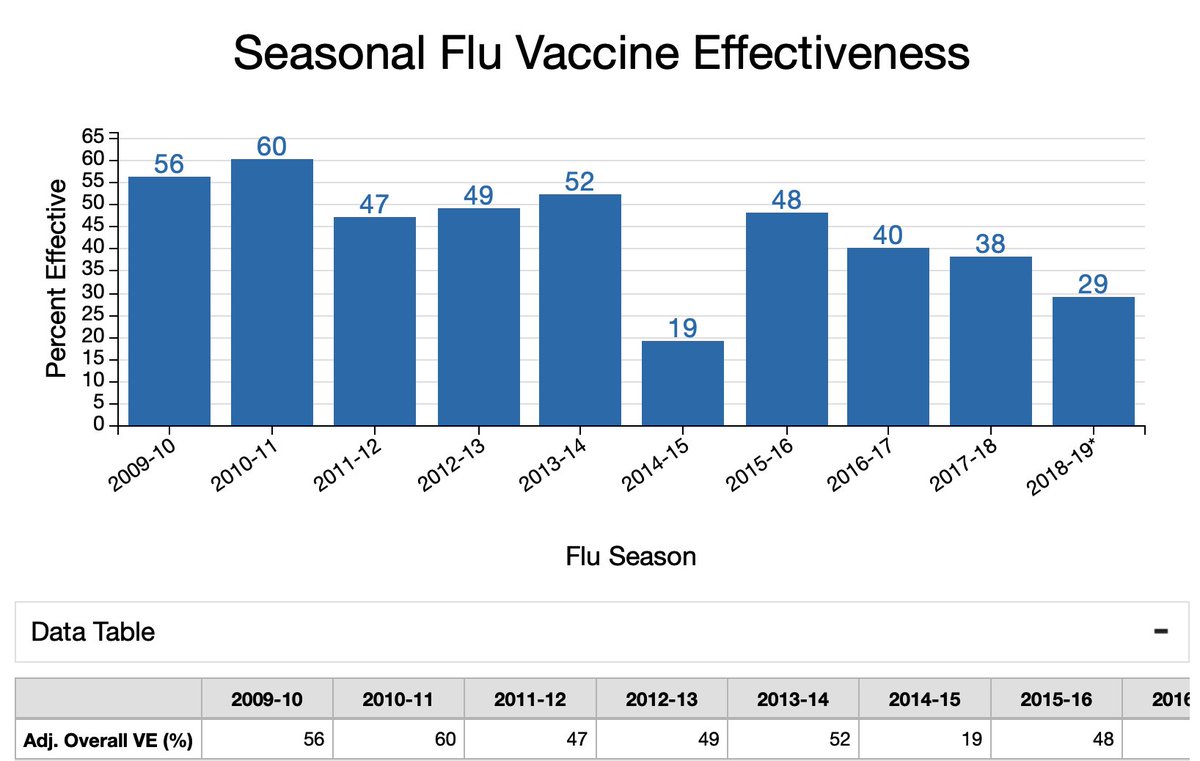 Seasonal Flu Vaccine Effectiveness
Percent Effective
65
60
55
50
45
40
35
30
25
20
15
10
5
0
56 60 47 49 52 19 48 40 38 29
2009-10 2010-11 2011-12 2012-13 2013-14 2014-15 2015-16 2016-17 2017-18 2018-19*
Flu Season
Data Table -
2009-10 2010-11 2011-12 2012-13 2013-14 2014-15 2015-16 2016
Adj. Overall VE (%) 56 60 47 49 52 19 48